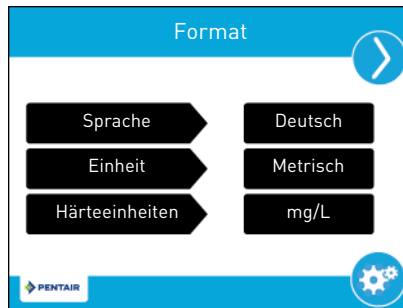 Format
Sprache Deutsch
Einheit Metrisch
Härteeinheiten mg/L
PENTAIR